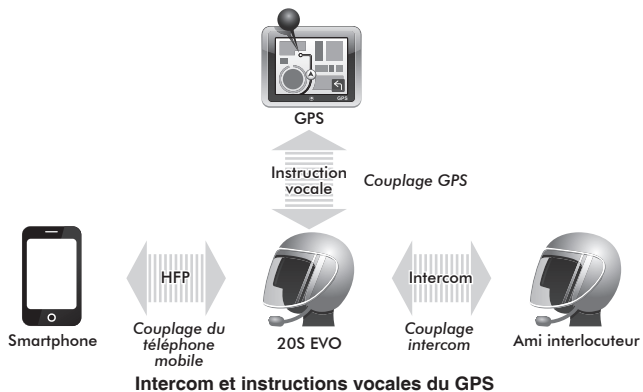 GPS
GPS
Instruction
vocale
Couplage GPS
HFP
Intercom
Smartphone
Couplage du
téléphone
mobile
20S EVO
Couplage
intercom
Ami interlocuteur
Intercom et instructions vocales du GPS